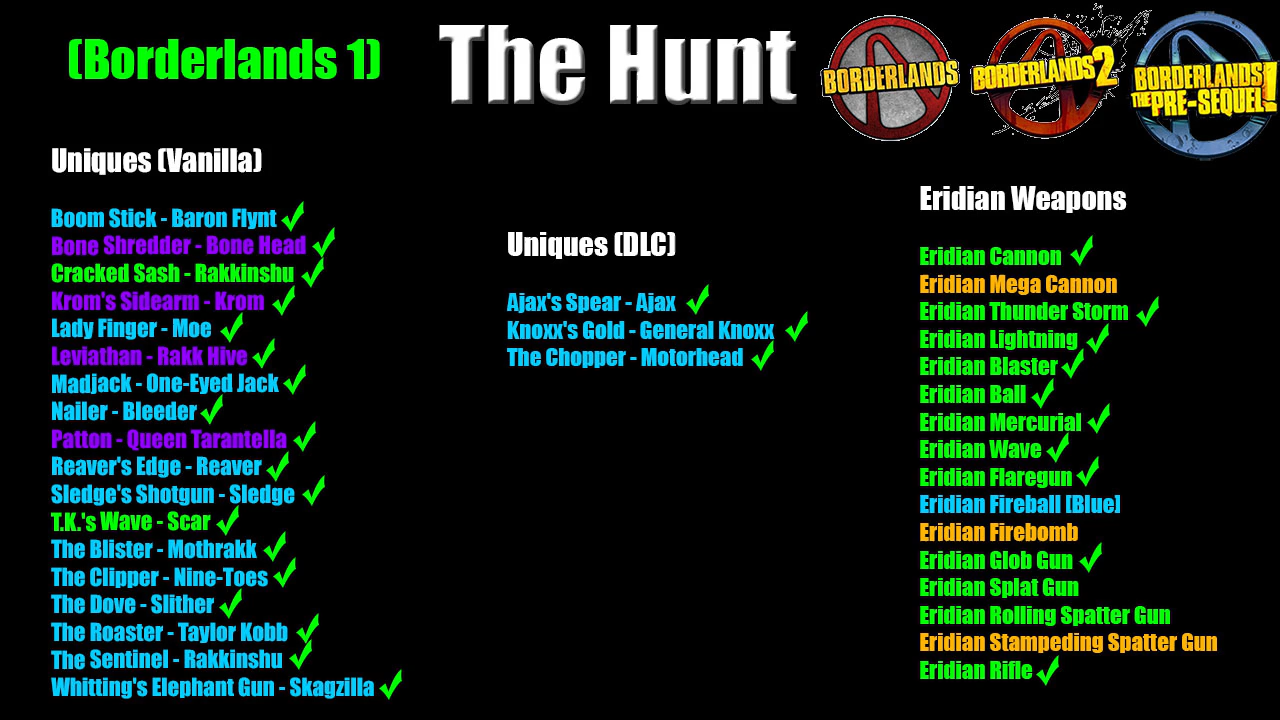 (Borderlands 1)
The Hunt
BORDERLANDS
BORDERLANDS 2
BORDERLANDS
THE PRE-SEQUEL!
Uniques (Vanilla)
Boom Stick - Baron Flynt
Bone Shredder - Bone Head
Cracked Sash - Rakkinshu
Krom's Sidearm - Krom
Lady Finger - Moe
Leviathan - Rakk Hive
Madjack - One-Eyed Jack
Nailer - Bleeder
Patton - Queen Tarantella
Reaver's Edge - Reaver
Sledge's Shotgun - Sledge
T.K.'s Wave - Scar
The Blister - Mothrakk
The Clipper - Nine-Toes
The Dove - Slither
The Roaster - Taylor Kobb
The Sentinel - Rakkinshu
Whitting's Elephant Gun - Skagzilla
Uniques (DLC)
Ajax's Spear - Ajax
Knoxx's Gold - General Knoxx
The Chopper - Motorhead
Eridian Weapons
Eridian Cannon
Eridian Mega Cannon
Eridian Thunder Storm
Eridian Lightning
Eridian Blaster
Eridian Ball
Eridian Mercurial
Eridian Wave
Eridian Flaregun
Eridian Fireball [Blue]
Eridian Firebomb
Eridian Glob Gun
Eridian Splat Gun
Eridian Rolling Spatter Gun
Eridian Stampeding Spatter Gun
Eridian Rifle